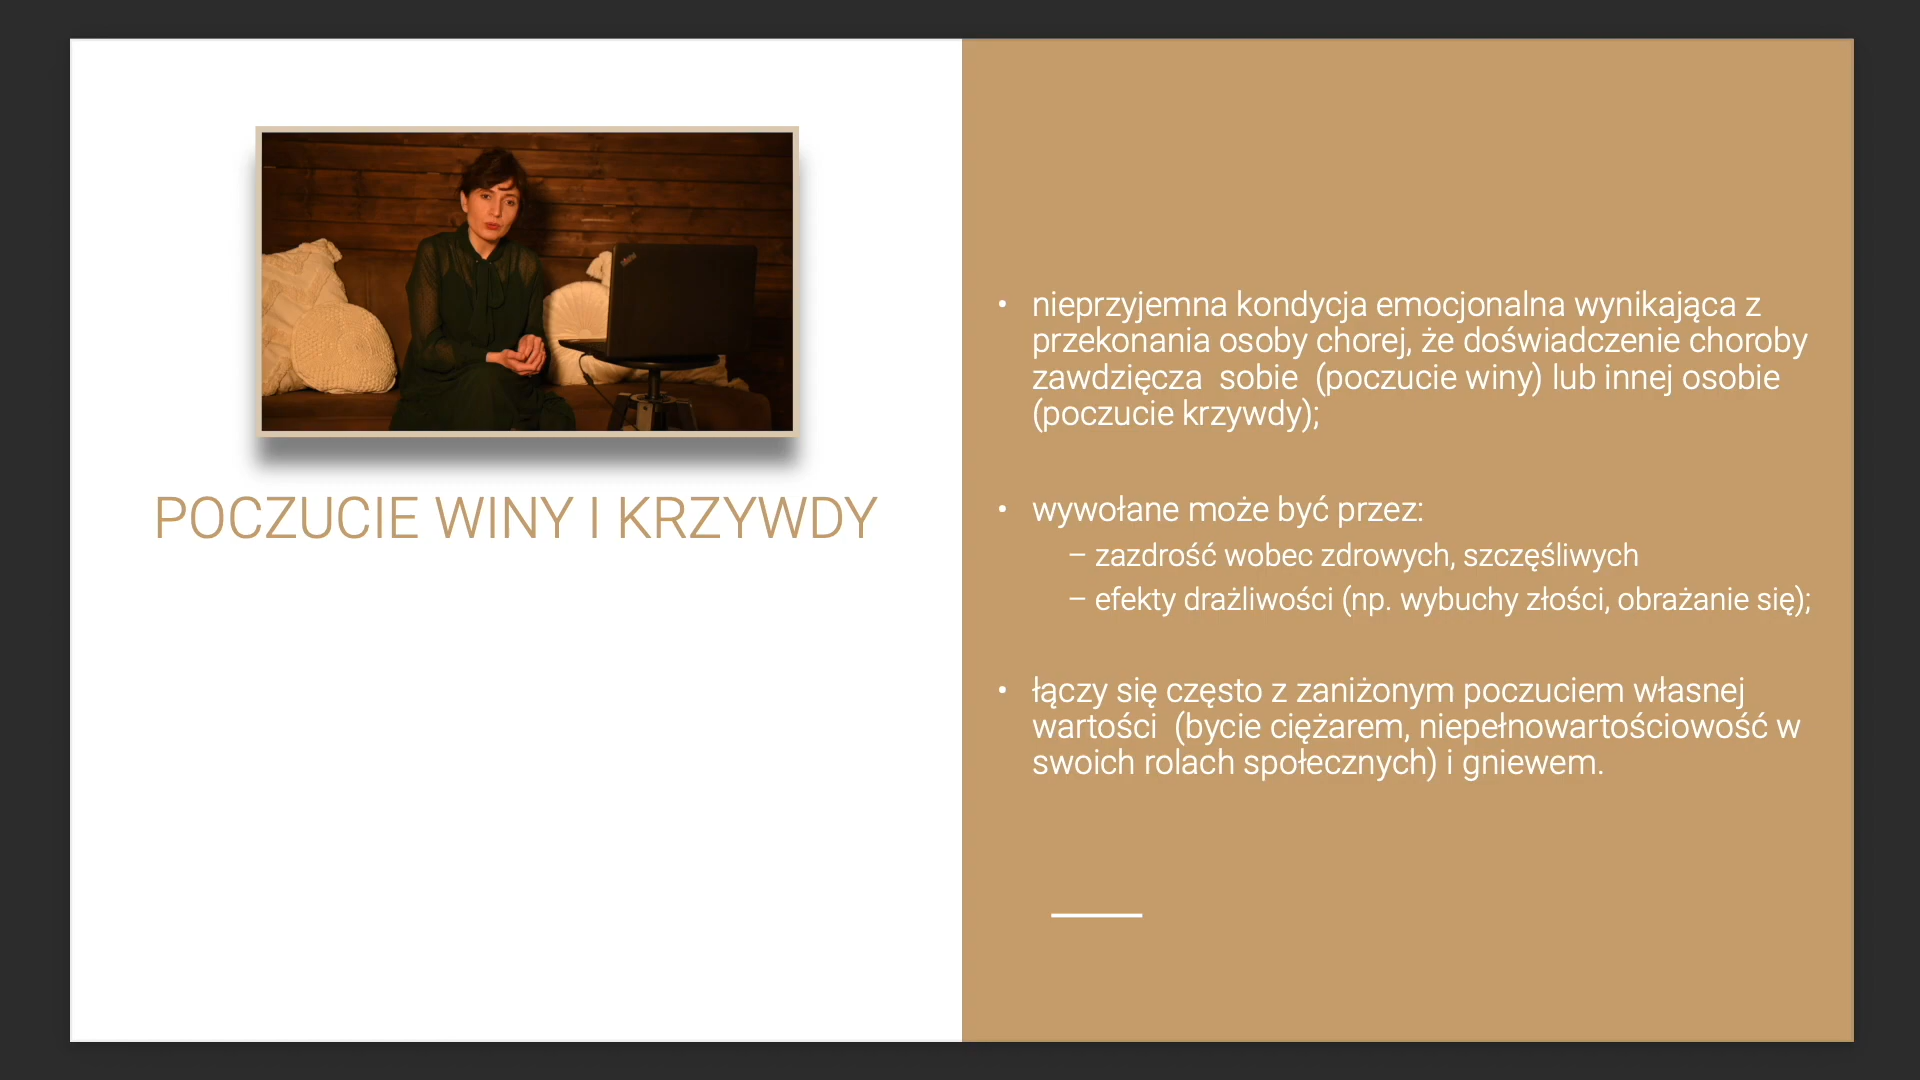 POCZUCIE WINY I KRZYWDY
• nieprzyjemna kondycja emocjonalna wynikająca z
przekonania osoby chorej, że doświadczenie choroby
zawdzięcza  sobie  (poczucie winy) lub innej osobie
(poczucie krzywdy);
• wywołane może być przez:
– zazdrość wobec zdrowych, szczęśliwych
– efekty drażliwości (np. wybuchy złości, obrażanie się);
• łączy się często z zaniżonym poczuciem własnej
wartości  (bycie ciężarem, niepełnowartościowość w
swoich rolach społecznych) i gniewem.